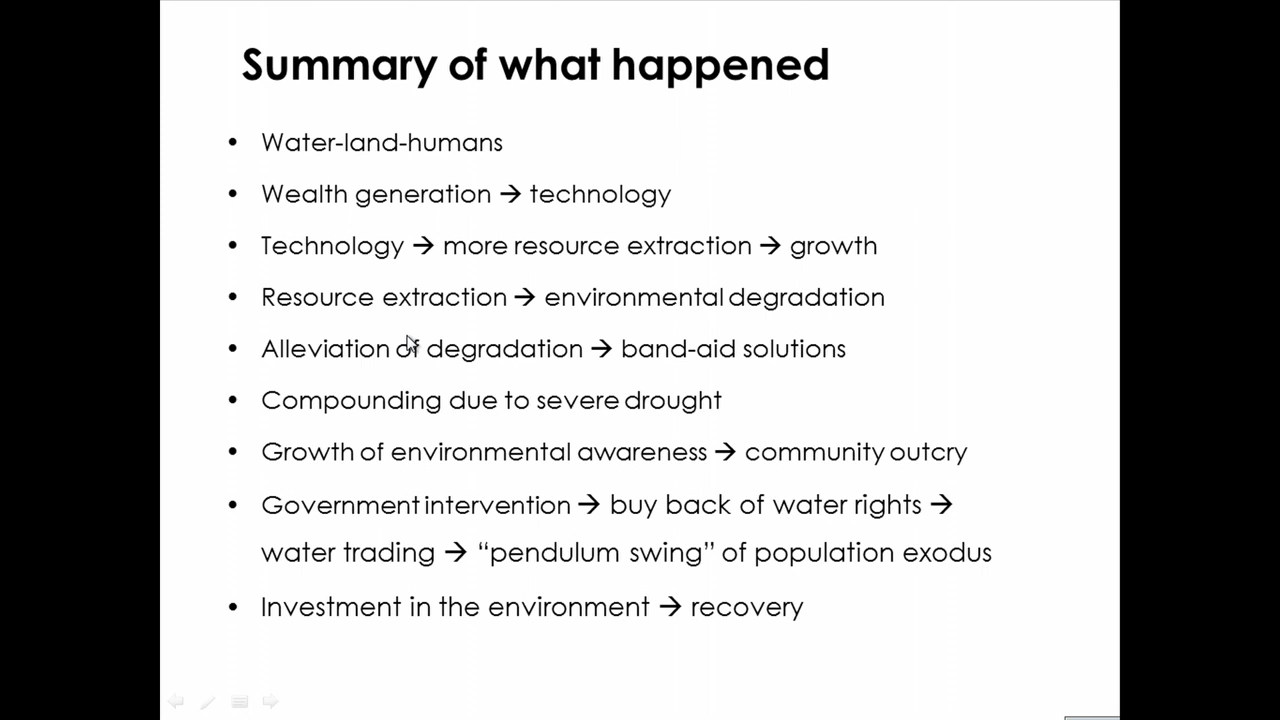 Summary of what happened
• Water-land-humans
• Wealth generation → technology
• Technology → more resource extraction → growth
• Resource extraction → environmental degradation
• Alleviation of degradation → band-aid solutions
• Compounding due to severe drought
• Growth of environmental awareness → community outcry
• Government intervention → buy back of water rights →
water trading → “pendulum swing” of population exodus
• Investment in the environment → recovery